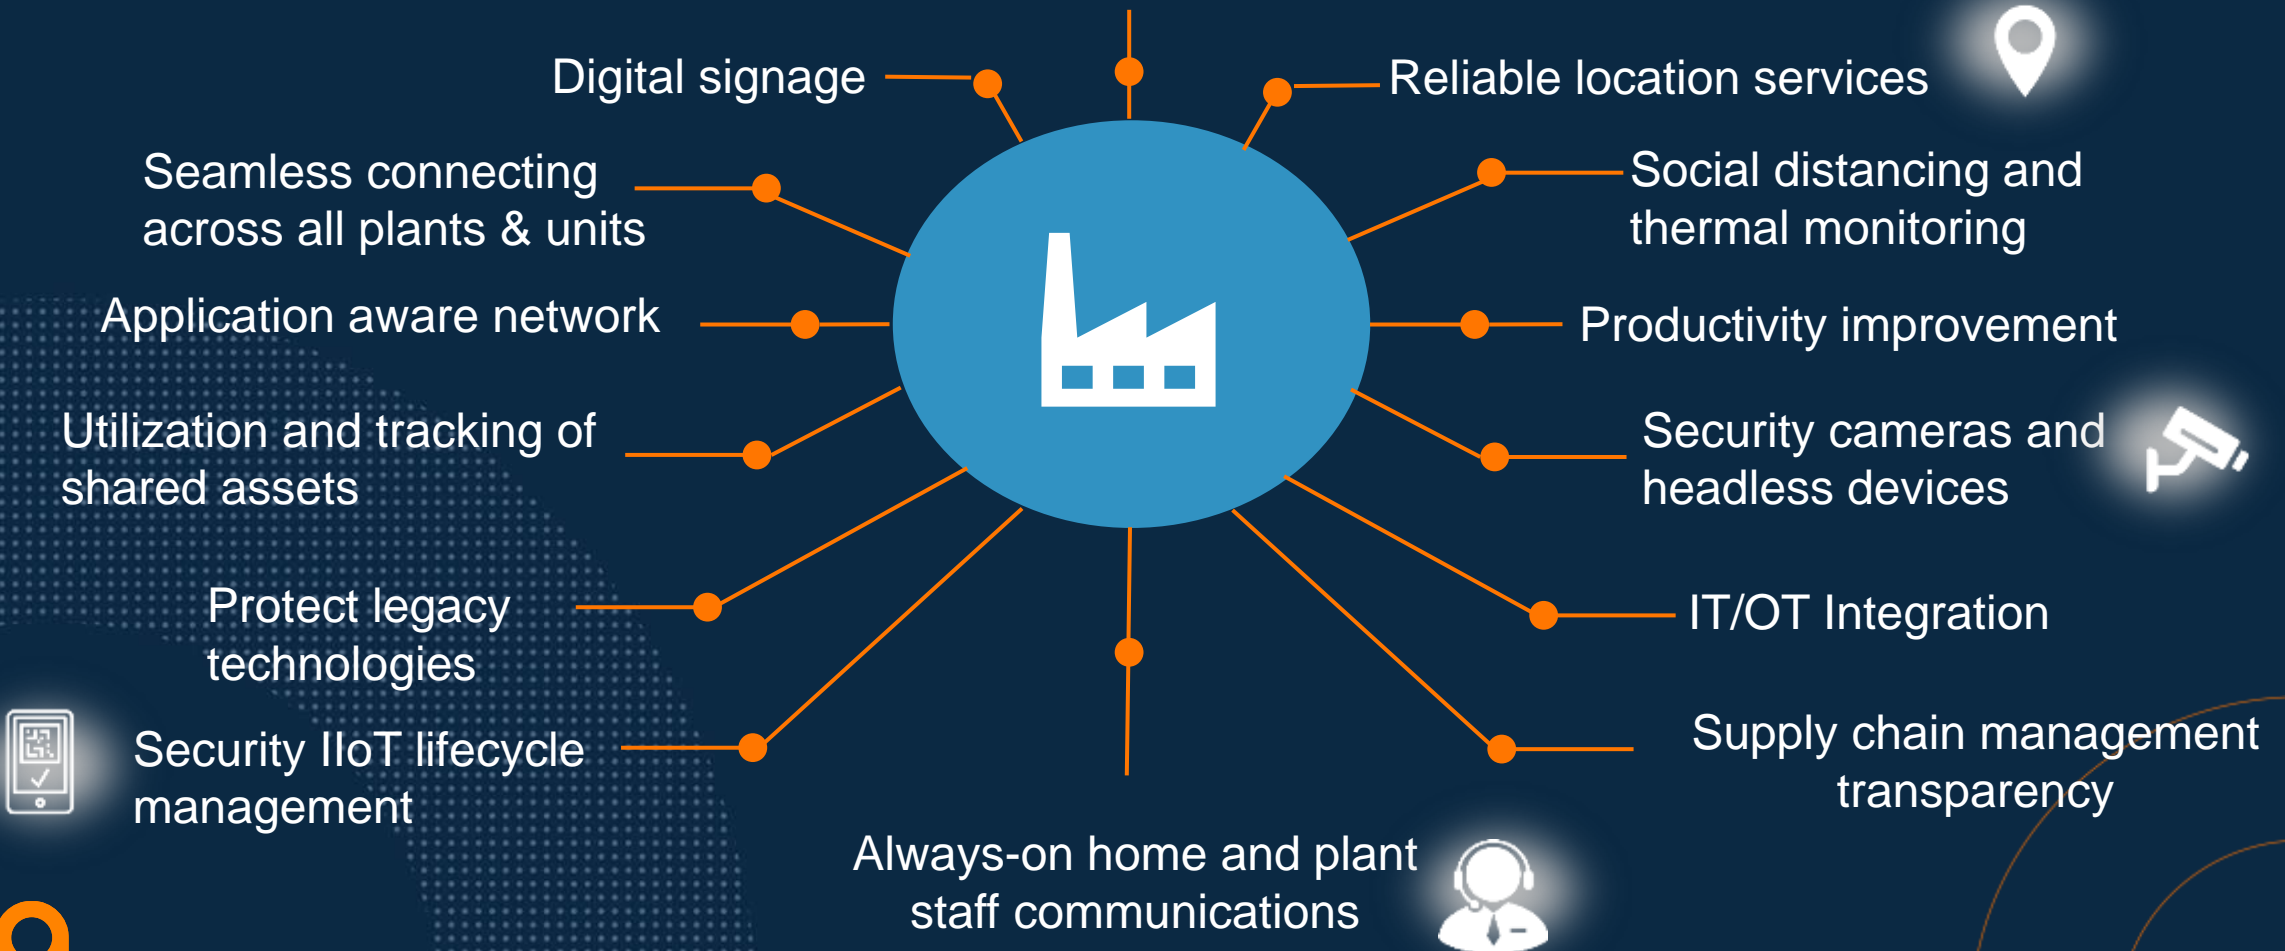 Digital signage
Reliable location services
Seamless connecting
across all plants & units
Social distancing and
thermal monitoring
Application aware network
Productivity improvement
Utilization and tracking of
shared assets
Security cameras and
headless devices
Protect legacy
technologies
IT/OT Integration
Security IIoT lifecycle
management
Supply chain management
transparency
Always-on home and plant
staff communications